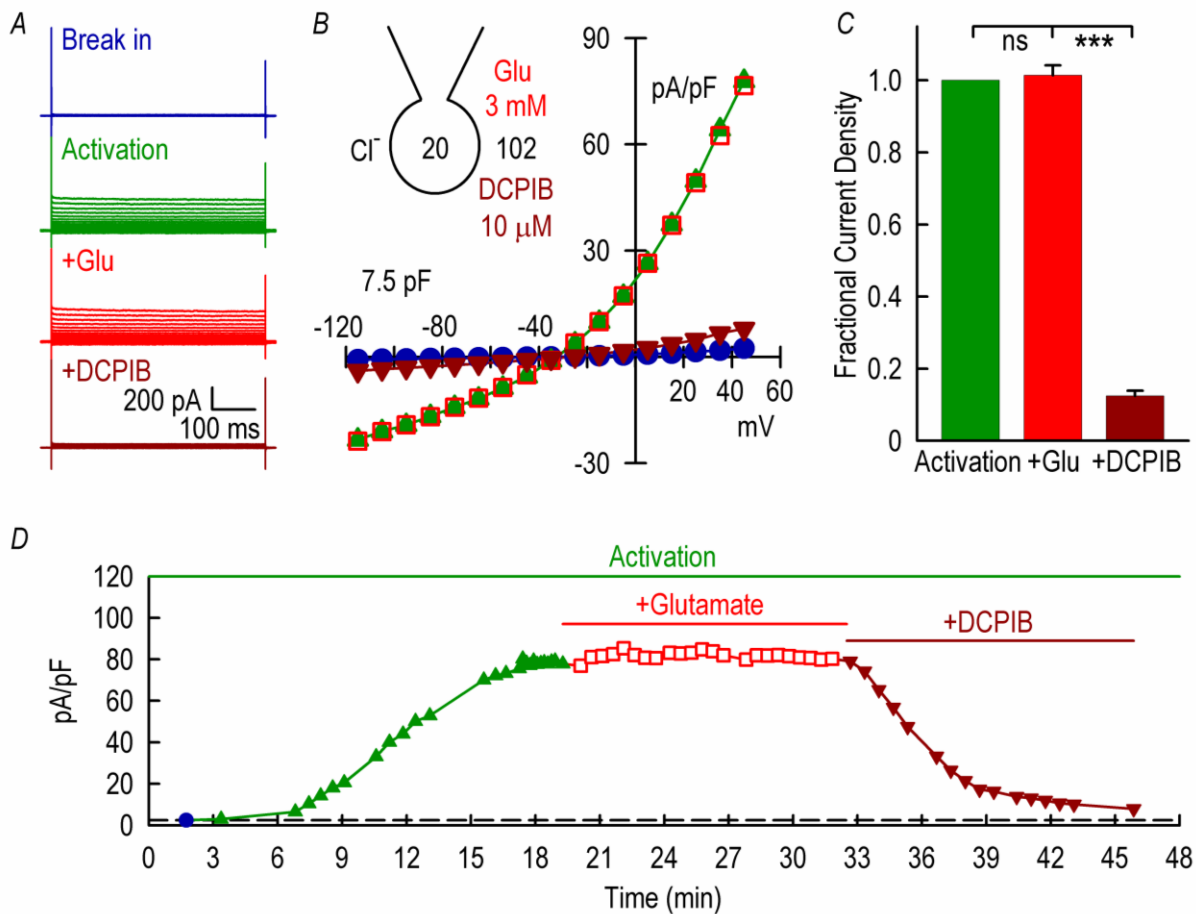 A
Break in
Activation
+Glu
+DCPIB
200 pA
100 ms
B
Glu
3 mM
Cl-
20
102
DCPIB
10 µM
7.5 pF
90
pA/pF
60
30
-120
-80
-40
20
40
60
mV
-30
C
ns
***
Fractional Current Density
1.0
0.8
0.6
0.4
0.2
0
Activation
+Glu
+DCPIB
D
Activation
+Glutamate
+DCPIB
pA/pF
120
100
80
60
40
20
0
0 3 6 9 12 15 18 21 24 27 30 33 36 39 42 45 48
Time (min)